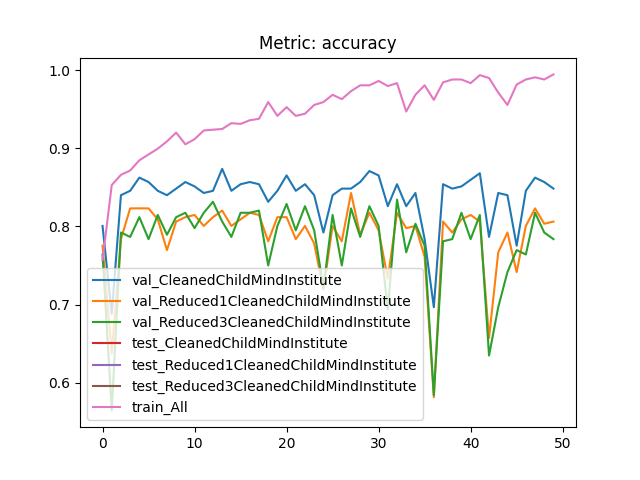 Metric: accuracy
1.0
0.9
0.8
0.7
0.6
val_CleanedChildMindInstitute
val_Reduced1CleanedChildMindInstitute
val_Reduced3CleanedChildMindInstitute
test_CleanedChildMindInstitute
test_Reduced1CleanedChildMindInstitute
test_Reduced3CleanedChildMindInstitute
train_All
0 10 20 30 40 50